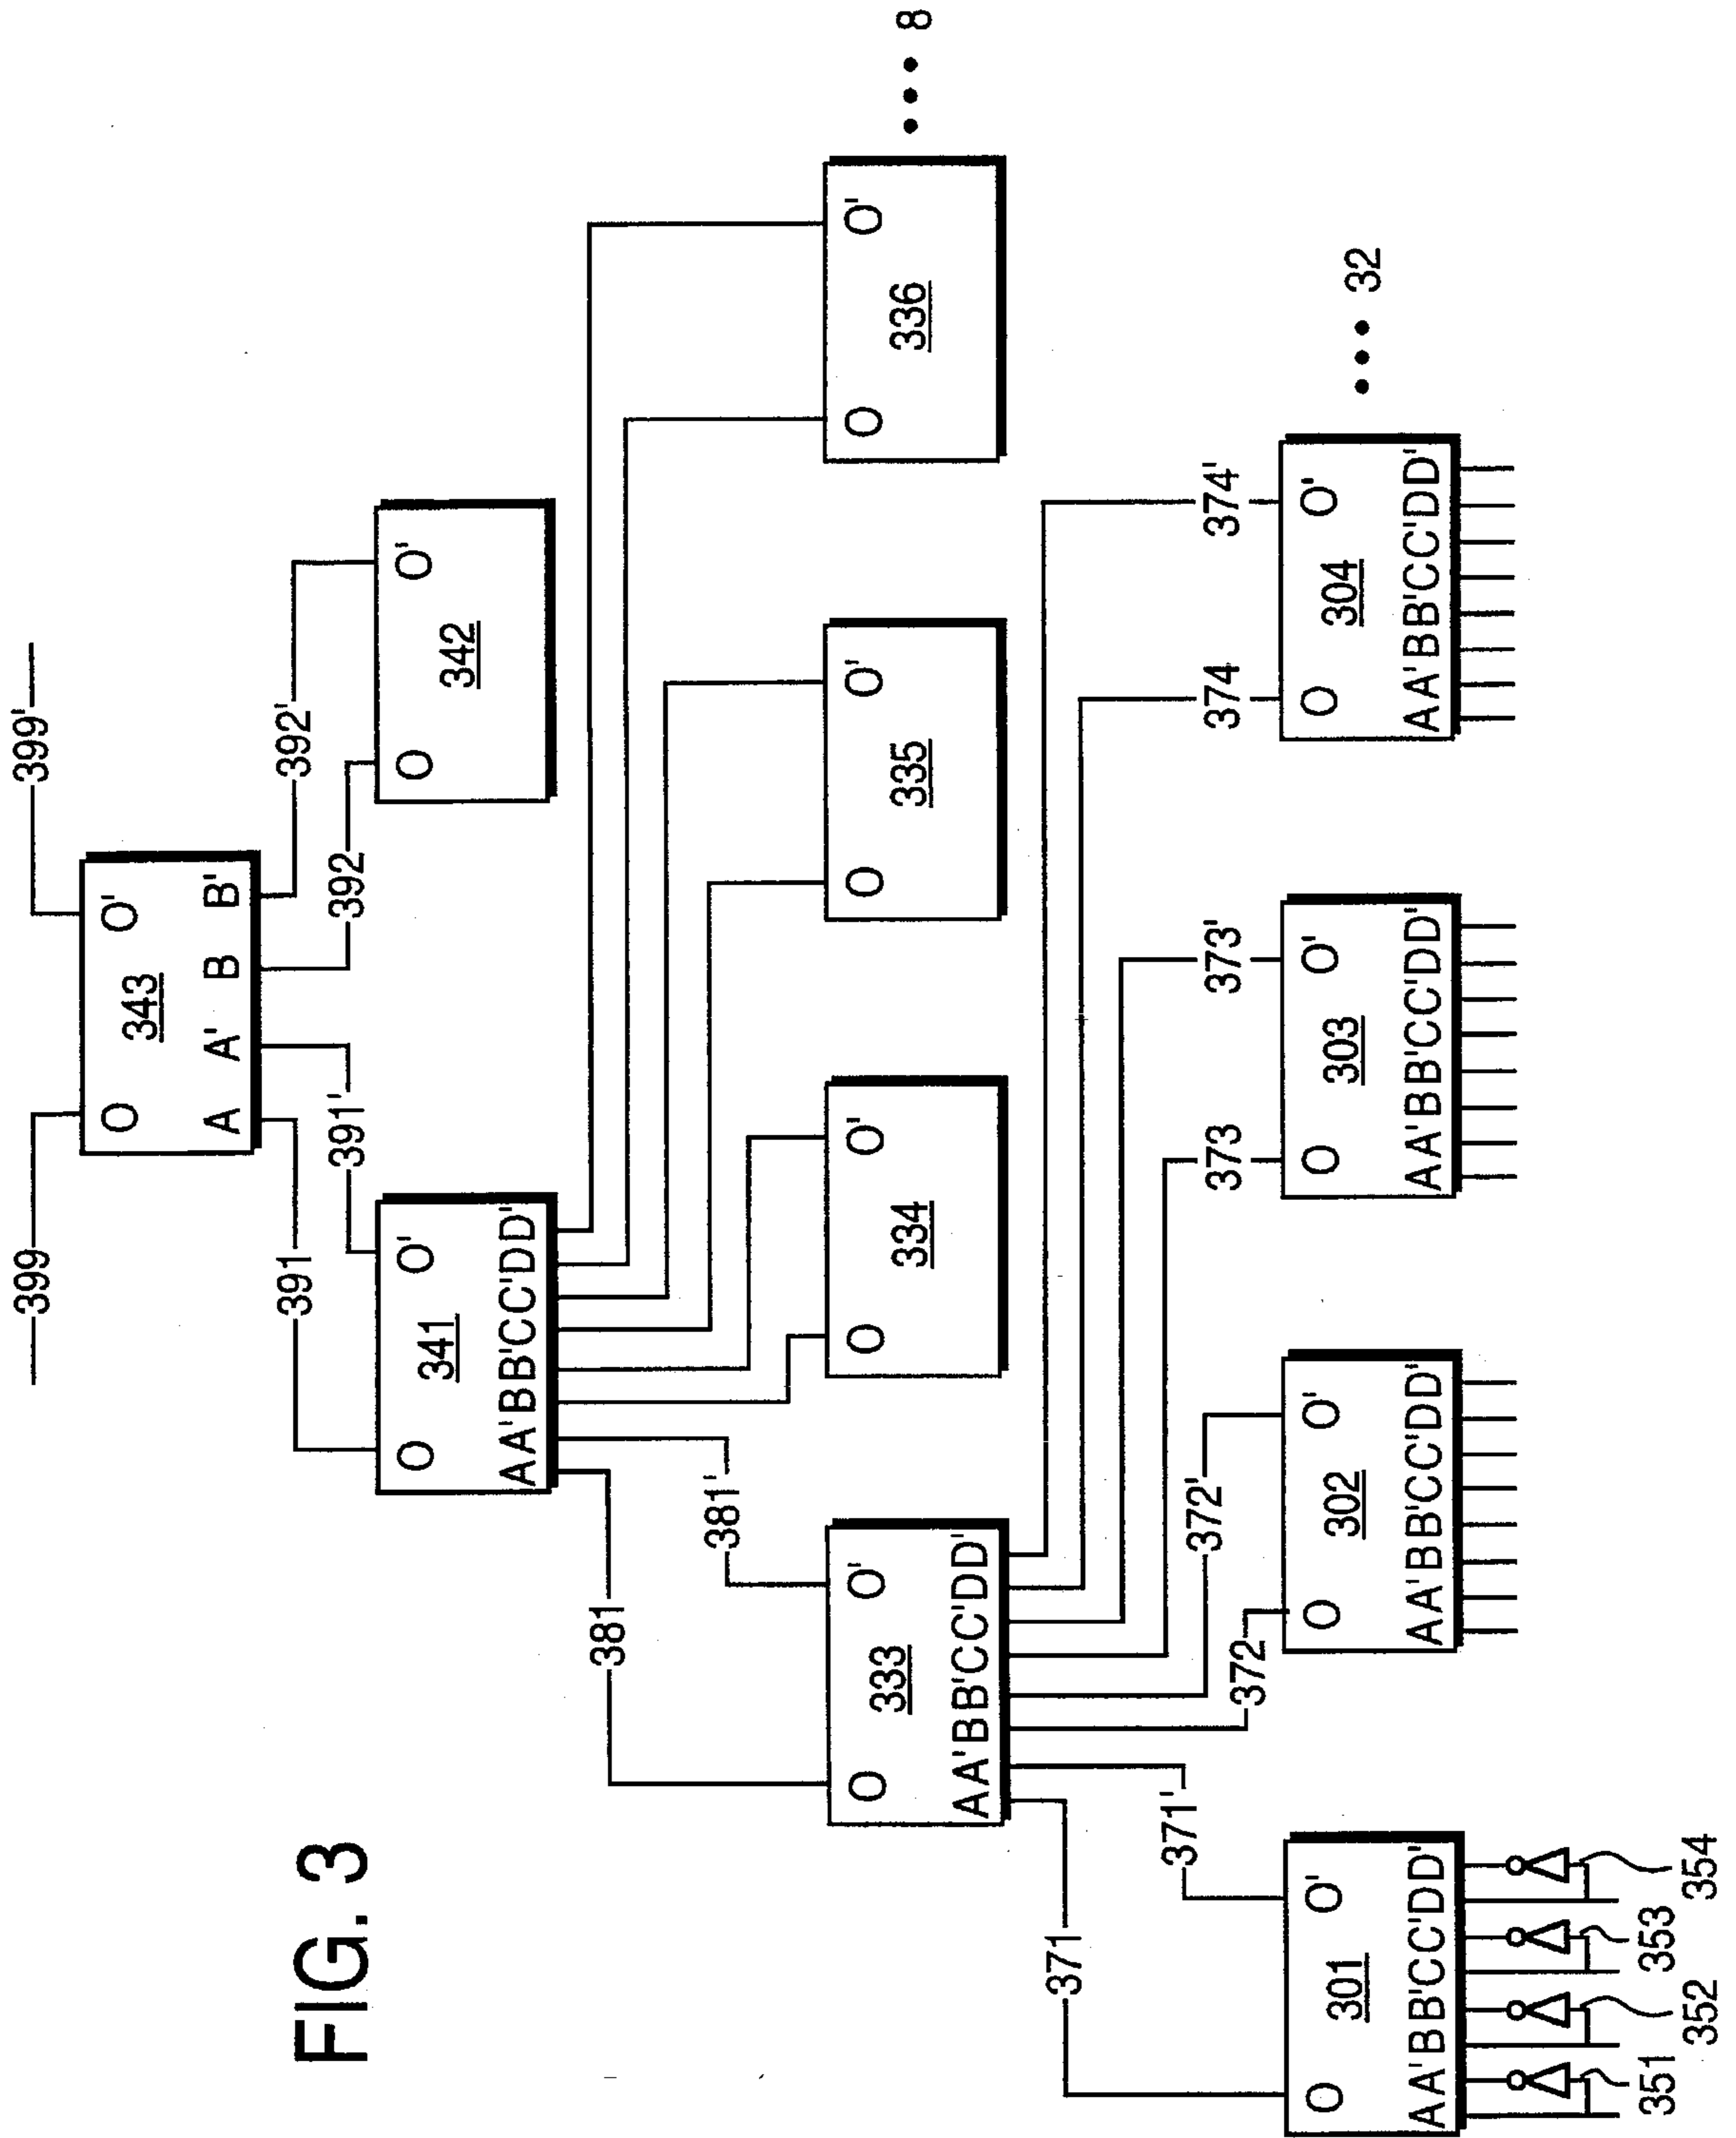 FIG. 3
399 399'
O O'
343
A A' B B'
391 391' 392 392'
O O'
341
AA'BB'CC'DD'
O O'
342
381 381'
O O'
333
AA'BB'CC'DD'
O O'
334
O O'
335
O O'
336
••• 8
371 371' 372 372' 373 373' 374 374'
O O'
301
AA'BB'CC'DD'
O O'
302
AA'BB'CC'DD'
O O'
303
AA'BB'CC'DD'
O O'
304
AA'BB'CC'DD'
••• 32
351 352 353 354